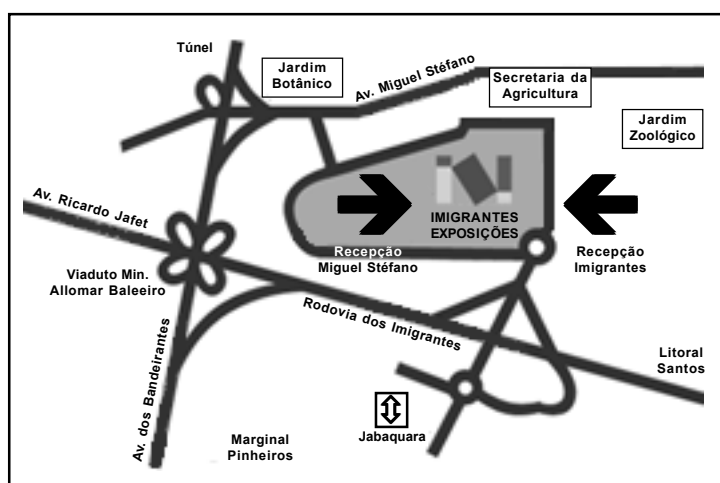 Túnel
Jardim
Botânico
Av. Miguel Stéfano
Secretaria da
Agricultura
Jardim
Zoológico
Av. Ricardo Jafet
IMIGRANTES
EXPOSIÇÕES
Recepção
Miguel Stéfano
Recepção
Imigrantes
Viaduto Min.
Allomar Baleeiro
Rodovia dos Imigrantes
Litoral
Santos
Av. dos Bandeirantes
Jabaquara
Marginal
Pinheiros